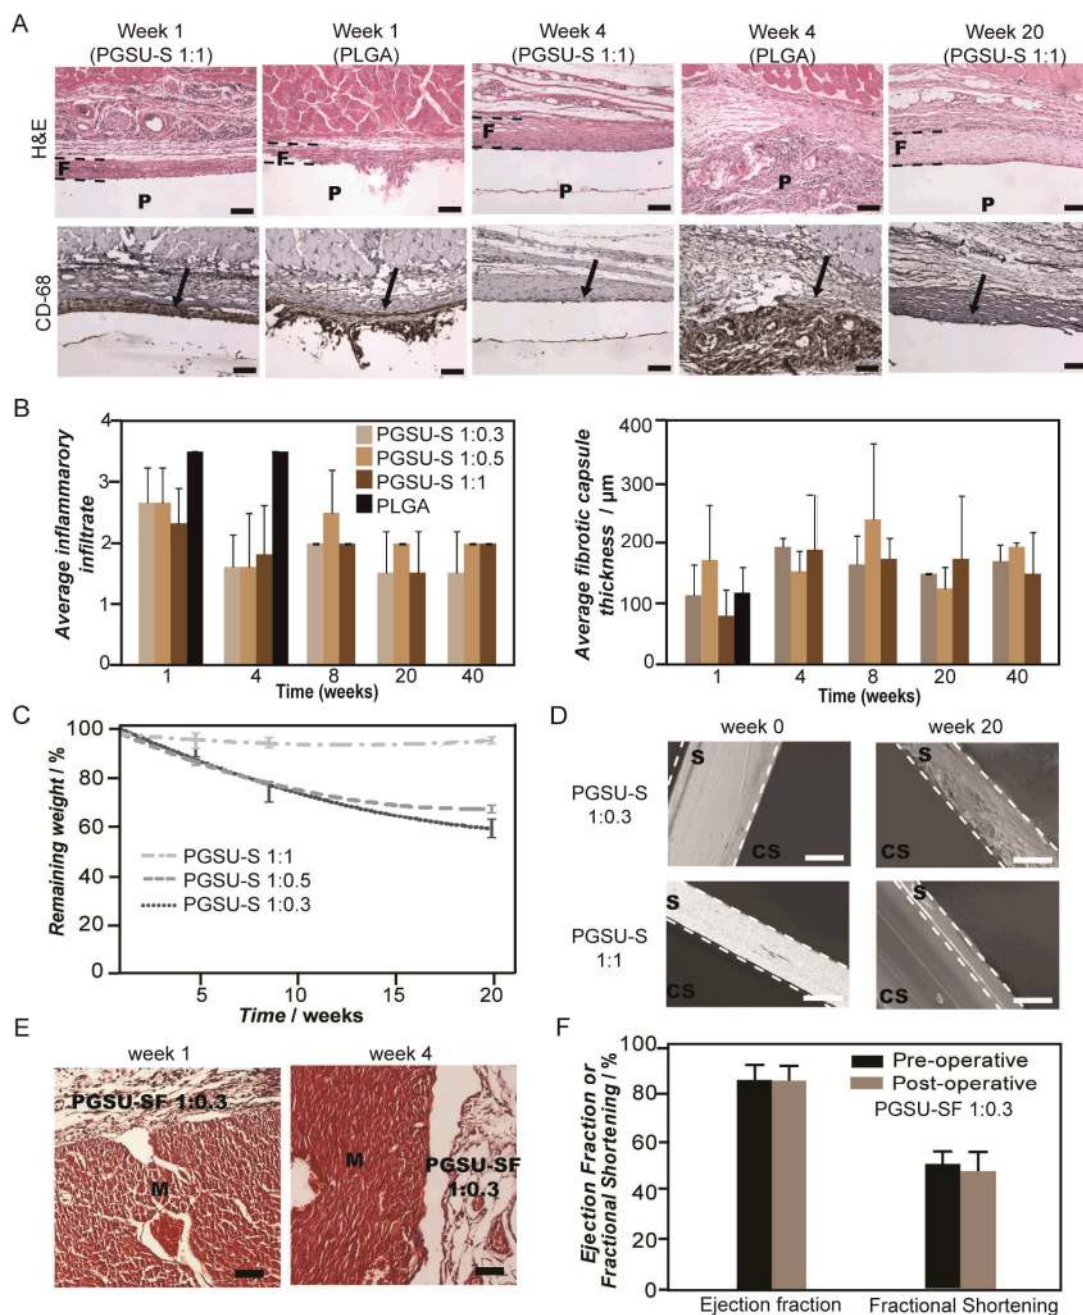 A
Week 1
(PGSU-S 1:1)
Week 1
(PLGA)
Week 4
(PGSU-S 1:1)
Week 4
(PLGA)
Week 20
(PGSU-S 1:1)
H&E
F
P
F
P
F
P
P
F
P
CD-68
B
Average inflammarory
infiltrate
4
3
2
1
0
PGSU-S 1:0.3
PGSU-S 1:0.5
PGSU-S 1:1
PLGA
1
4
8
20
40
Time (weeks)
Average fibrotic capsule
thickness / µm
400
300
200
100
0
1
4
8
20
40
Time (weeks)
C
Remaining weight / %
100
80
60
40
20
0
PGSU-S 1:1
PGSU-S 1:0.5
PGSU-S 1:0.3
5
10
15
20
Time / weeks
D
week 0
week 20
PGSU-S
1:0.3
S
CS
S
CS
PGSU-S
1:1
S
CS
S
CS
E
week 1
week 4
PGSU-SF 1:0.3
M
M
PGSU-SF
1:0.3
F
Ejection Fraction or
Fractional Shortening / %
100
80
60
40
20
0
Pre-operative
Post-operative
PGSU-SF 1:0.3
Ejection fraction
Fractional Shortening